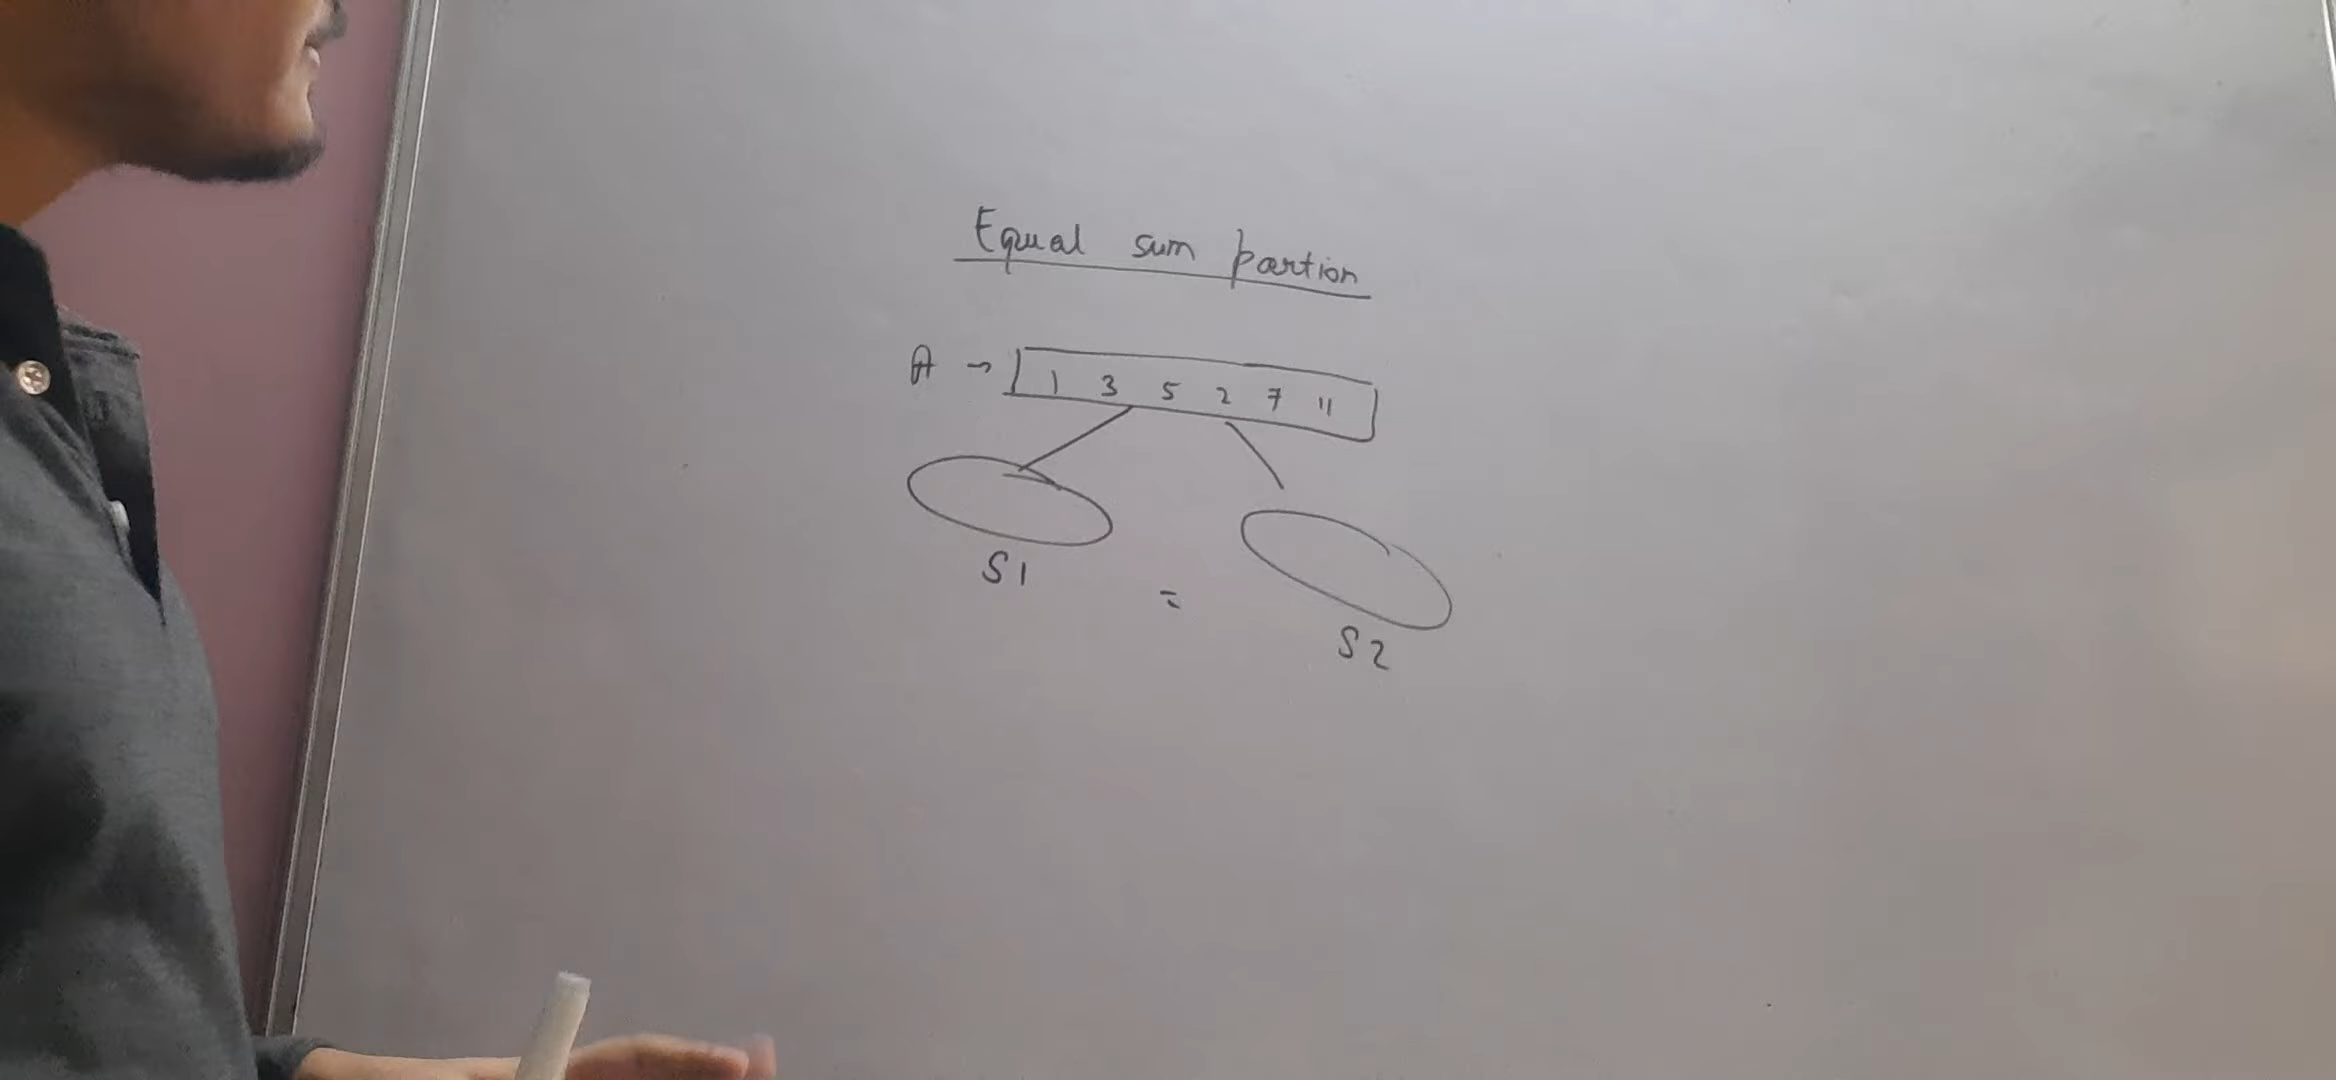 Equal sum partion
A → 1 3 5 2 7 11
S1 = S2